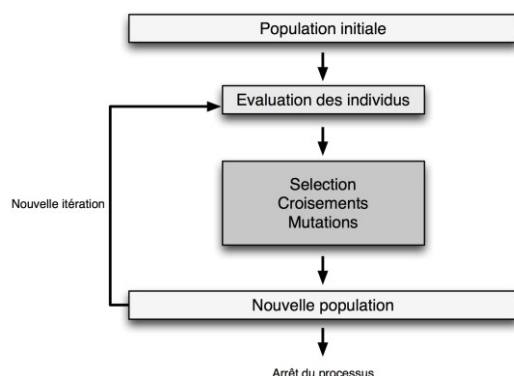 Population initiale
Evaluation des individus
Selection
Croisements
Mutations
Nouvelle itération
Nouvelle population
Arrêt du processus